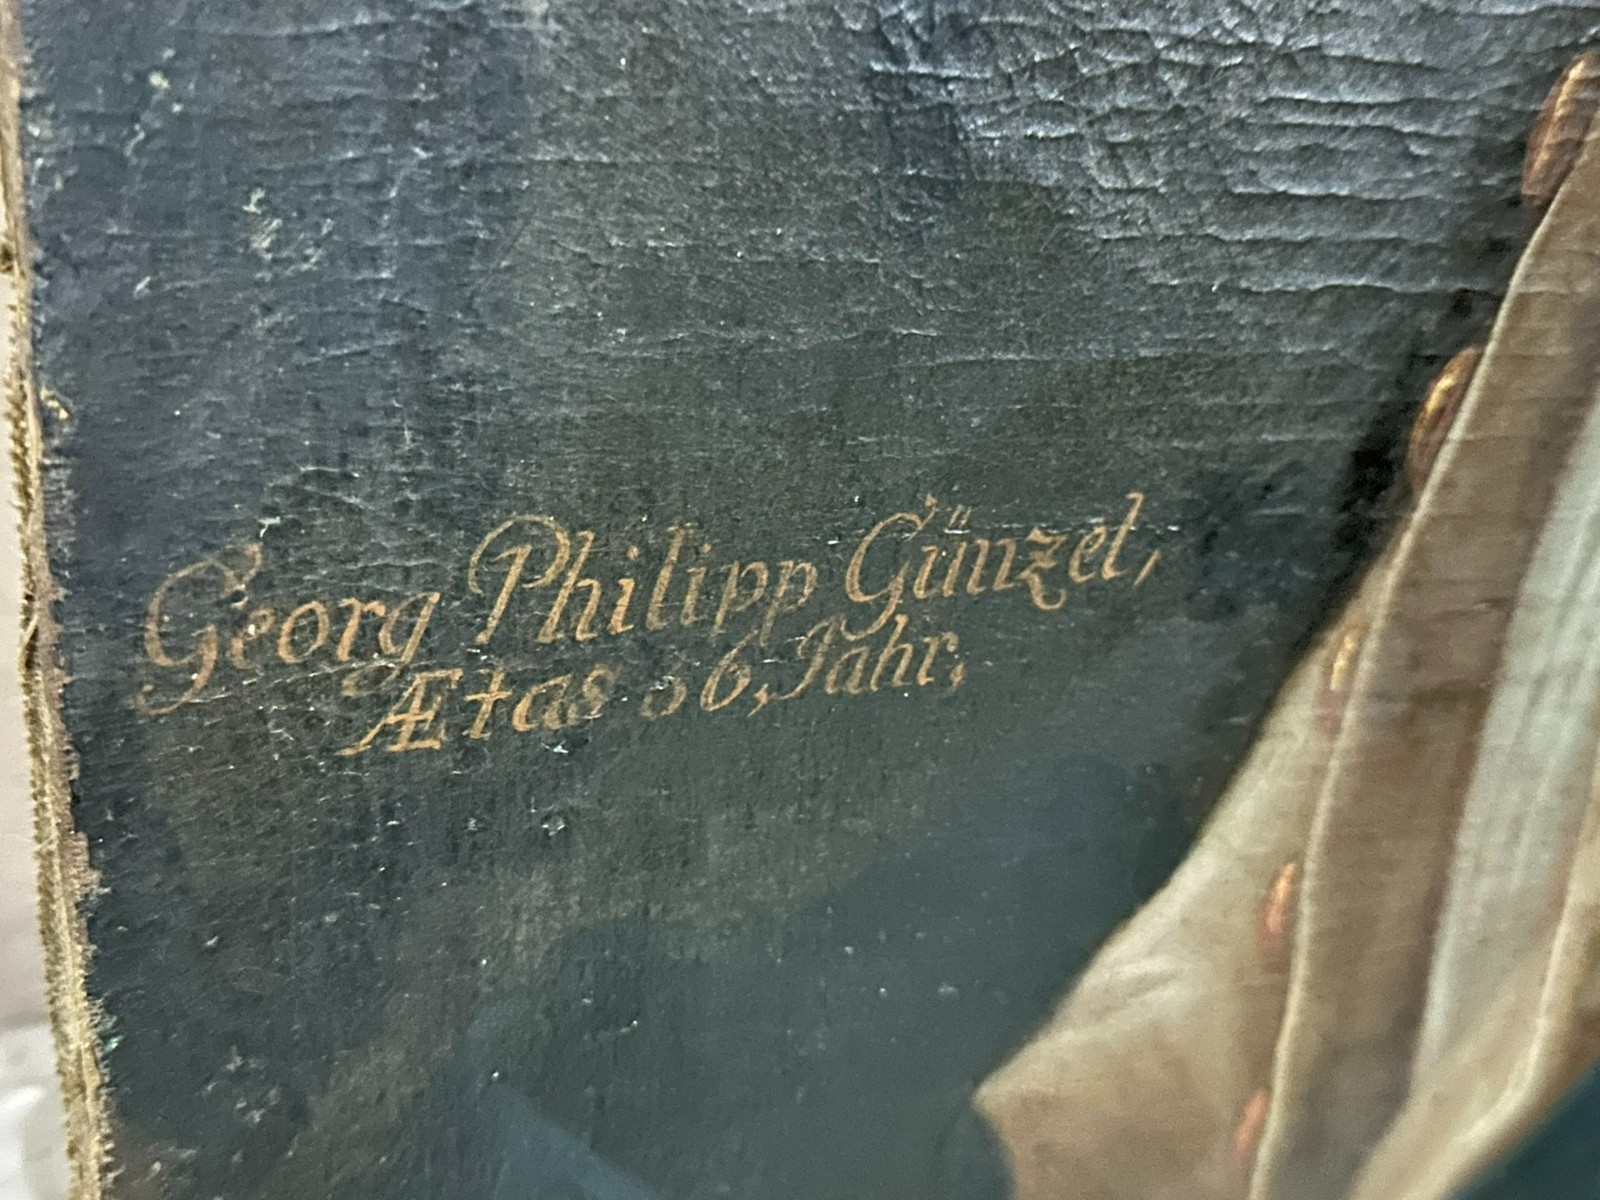 Georg Philipp Günzel,
Ætas 36, Jahr,